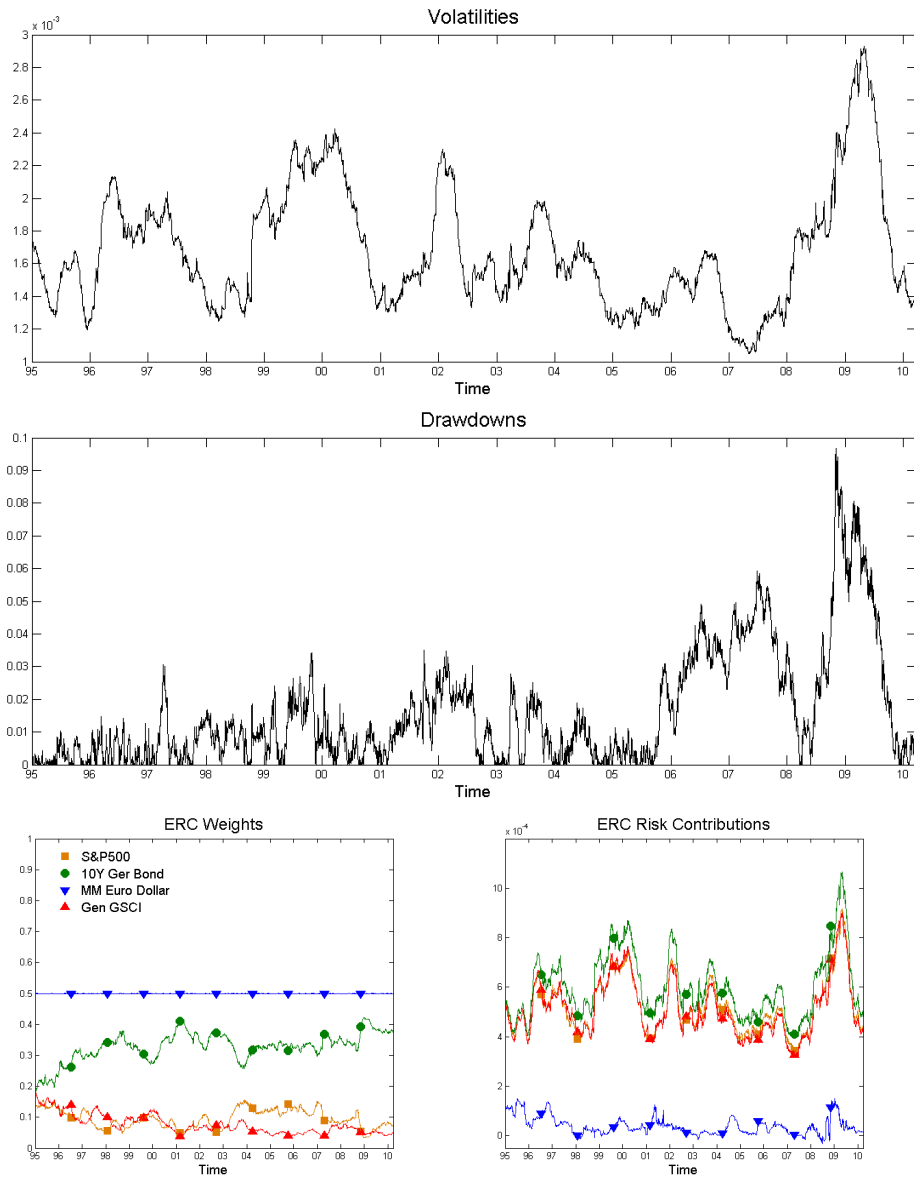 Volatilities
x 10⁻³
3
2.8
2.6
2.4
2.2
2
1.8
1.6
1.4
1.2
1
95 96 97 98 99 00 01 02 03 04 05 06 07 08 09 10
Time
Drawdowns
0.1
0.09
0.08
0.07
0.06
0.05
0.04
0.03
0.02
0.01
0
95 96 97 98 99 00 01 02 03 04 05 06 07 08 09 10
Time
ERC Weights
1
0.9
0.8
0.7
0.6
0.5
0.4
0.3
0.2
0.1
0
S&P500
10Y Ger Bond
MM Euro Dollar
Gen GSCI
95 96 97 98 99 00 01 02 03 04 05 06 07 08 09 10
Time
ERC Risk Contributions
x 10⁻⁴
10
8
6
4
2
0
95 96 97 98 99 00 01 02 03 04 05 06 07 08 09 10
Time